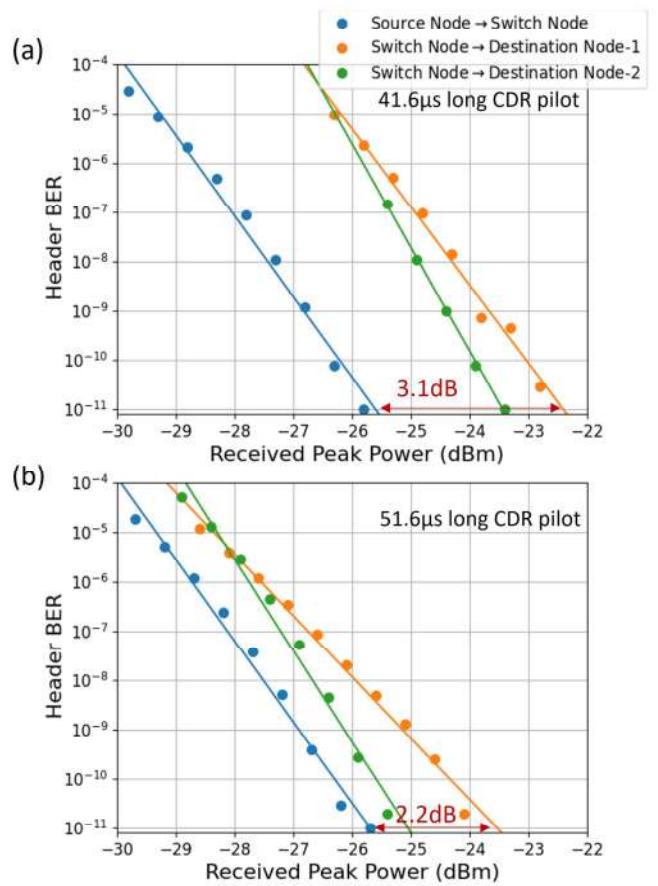 Source Node→Switch Node
Switch Node→Destination Node-1
Switch Node→Destination Node-2
(a)
41.6μs long CDR pilot
10⁻⁴
10⁻⁵
10⁻⁶
10⁻⁷
10⁻⁸
10⁻⁹
10⁻¹⁰
10⁻¹¹
Header BER
3.1dB
−30 −29 −28 −27 −26 −25 −24 −23 −22
Received Peak Power (dBm)
(b)
51.6μs long CDR pilot
10⁻⁴
10⁻⁵
10⁻⁶
10⁻⁷
10⁻⁸
10⁻⁹
10⁻¹⁰
10⁻¹¹
Header BER
2.2dB
−30 −29 −28 −27 −26 −25 −24 −23 −22
Received Peak Power (dBm)